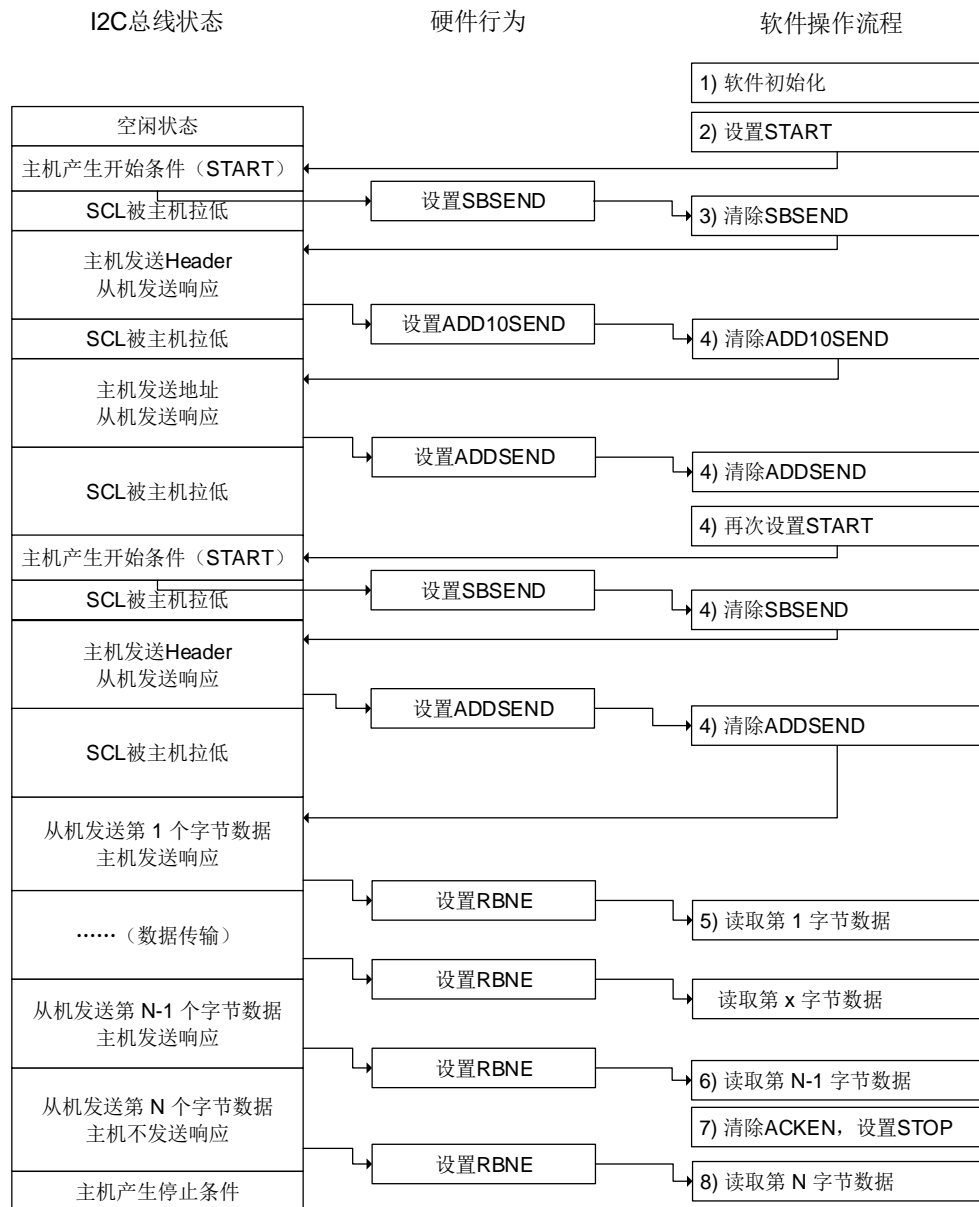 I2C总线状态 硬件行为 软件操作流程
1) 软件初始化
空闲状态
2) 设置START
主机产生开始条件（START）
SCL被主机拉低
设置SBSEND
3) 清除SBSEND
主机发送Header
从机发送响应
设置ADD10SEND
SCL被主机拉低
4) 清除ADD10SEND
主机发送地址
从机发送响应
设置ADDSEND
4) 清除ADDSEND
SCL被主机拉低
4) 再次设置START
主机产生开始条件（START）
设置SBSEND
SCL被主机拉低
4) 清除SBSEND
主机发送Header
从机发送响应
设置ADDSEND
4) 清除ADDSEND
SCL被主机拉低
从机发送第 1 个字节数据
主机发送响应
设置RBNE
5) 读取第 1 字节数据
……（数据传输）
设置RBNE
读取第 x 字节数据
从机发送第 N-1 个字节数据
主机发送响应
设置RBNE
6) 读取第 N-1 字节数据
从机发送第 N 个字节数据
主机不发送响应
7) 清除ACKEN，设置STOP
设置RBNE
8) 读取第 N 字节数据
主机产生停止条件